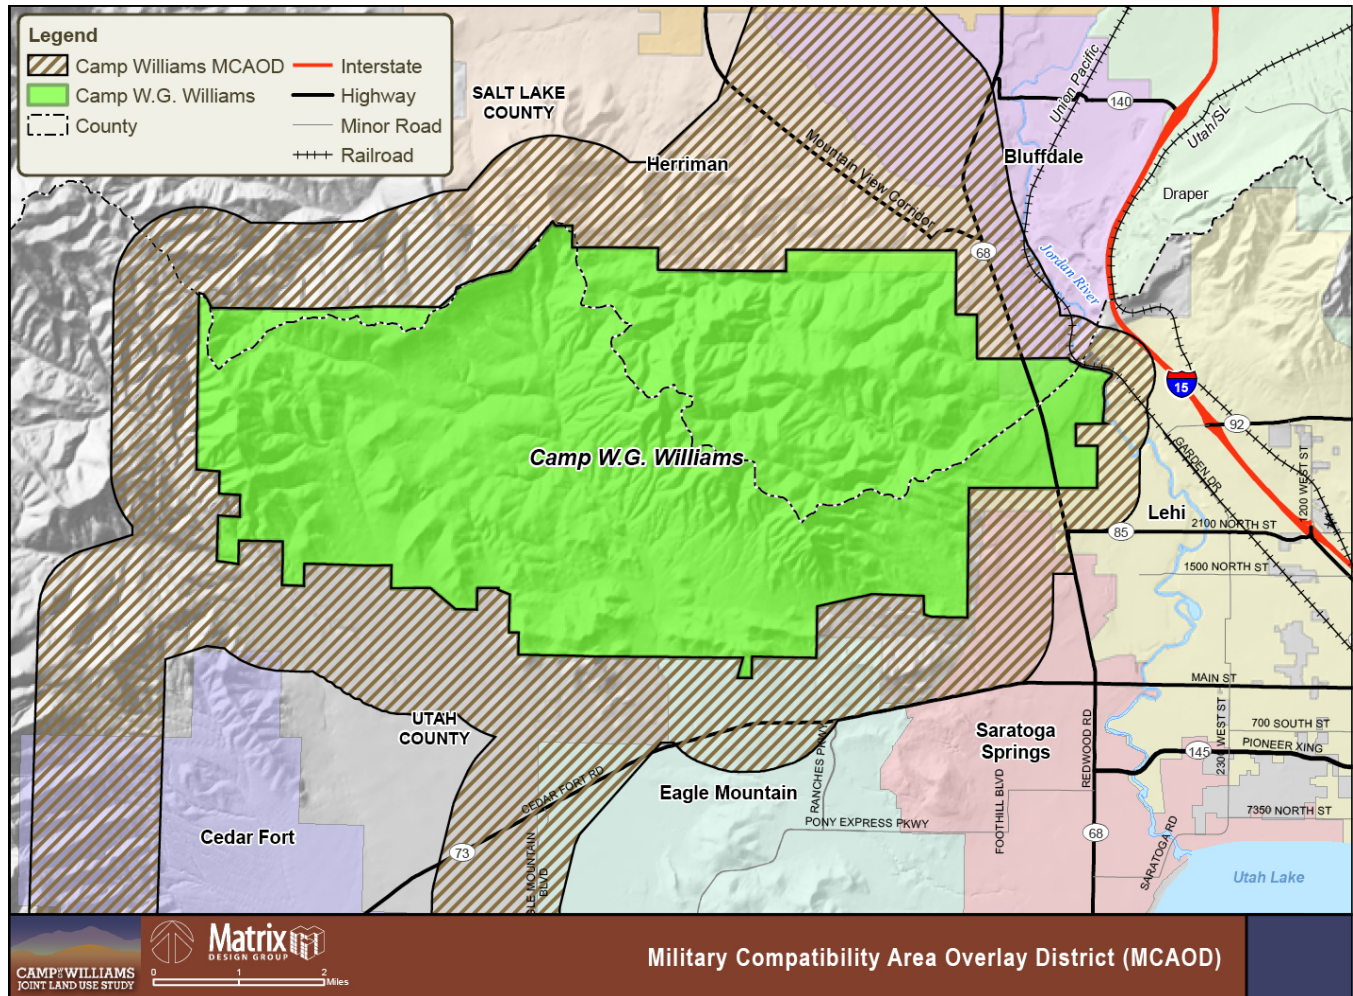 Legend
Camp Williams MCAOD
Camp W.G. Williams
County
Interstate
Highway
Minor Road
Railroad
SALT LAKE
COUNTY
Herriman
Mountain View Corridor
Union Pacific
140
Bluffdale
Utah/SL
Draper
68
Jordan River
15
92
Camp W.G. Williams
GARDEN DR
1200 WEST ST
Lehi
2100 NORTH ST
85
1500 NORTH ST
MAIN ST
UTAH
COUNTY
Saratoga
Springs
REDWOOD RD
2300 WEST ST
700 SOUTH ST
PIONEER XING
145
RANCHES PKWY
CEDAR FORT RD
Eagle Mountain
FOOTHILL BLVD
7350 NORTH ST
PONY EXPRESS PKWY
Cedar Fort
73
68
SARATOGA RD
GLE MOUNTAIN
BLVD
Utah Lake
CAMP W.G. WILLIAMS
JOINT LAND USE STUDY
Matrix
DESIGN GROUP
0 1 2
Miles
Military Compatibility Area Overlay District (MCAOD)